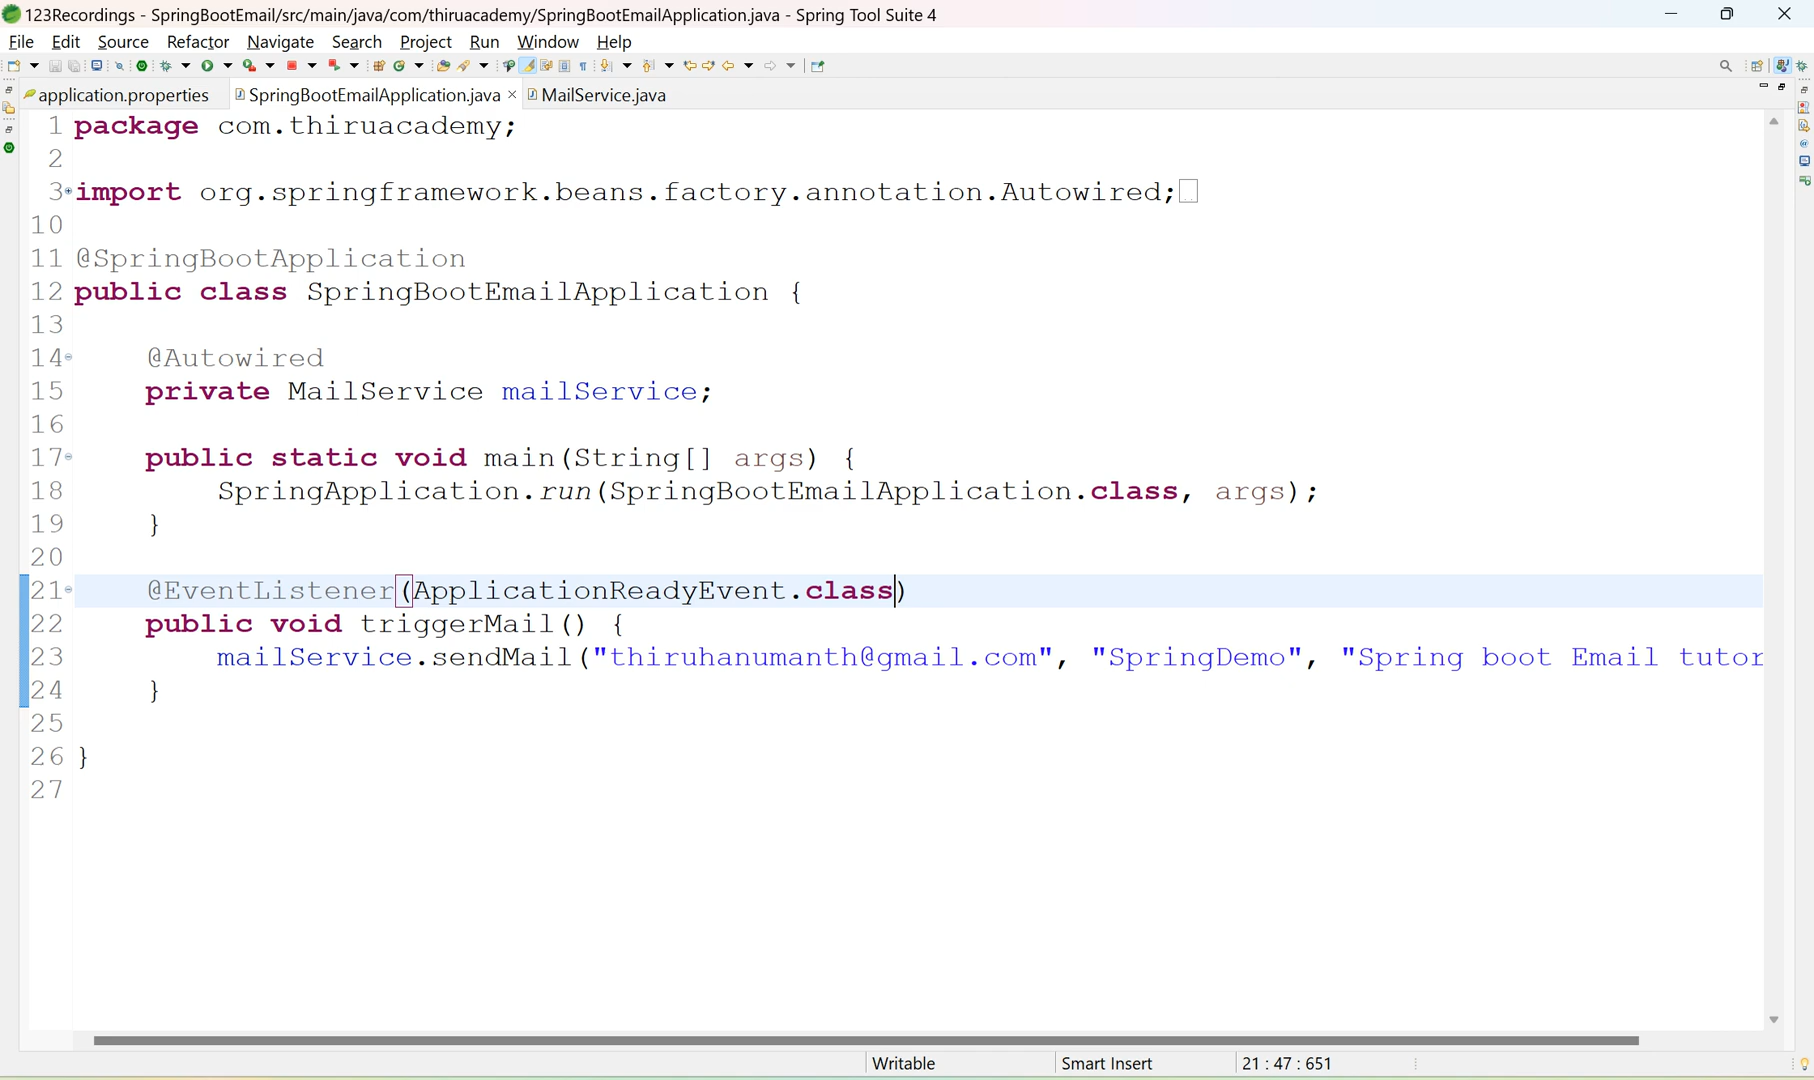 123Recordings - SpringBootEmail/src/main/java/com/thiruacademy/SpringBootEmailApplication.java - Spring Tool Suite 4
File Edit Source Refactor Navigate Search Project Run Window Help
application.properties SpringBootEmailApplication.java MailService.java
1 package com.thiruacademy;
2
3 import org.springframework.beans.factory.annotation.Autowired;
10
11 @SpringBootApplication
12 public class SpringBootEmailApplication {
13
14 @Autowired
15 private MailService mailService;
16
17 public static void main(String[] args) {
18 SpringApplication.run(SpringBootEmailApplication.class, args);
19 }
20
21 @EventListener(ApplicationReadyEvent.class)
22 public void triggerMail() {
23 mailService.sendMail("thiruhanumanth@gmail.com", "SpringDemo", "Spring boot Email tutor
24 }
25
26 }
27
Writable Smart Insert 21 : 47 : 651